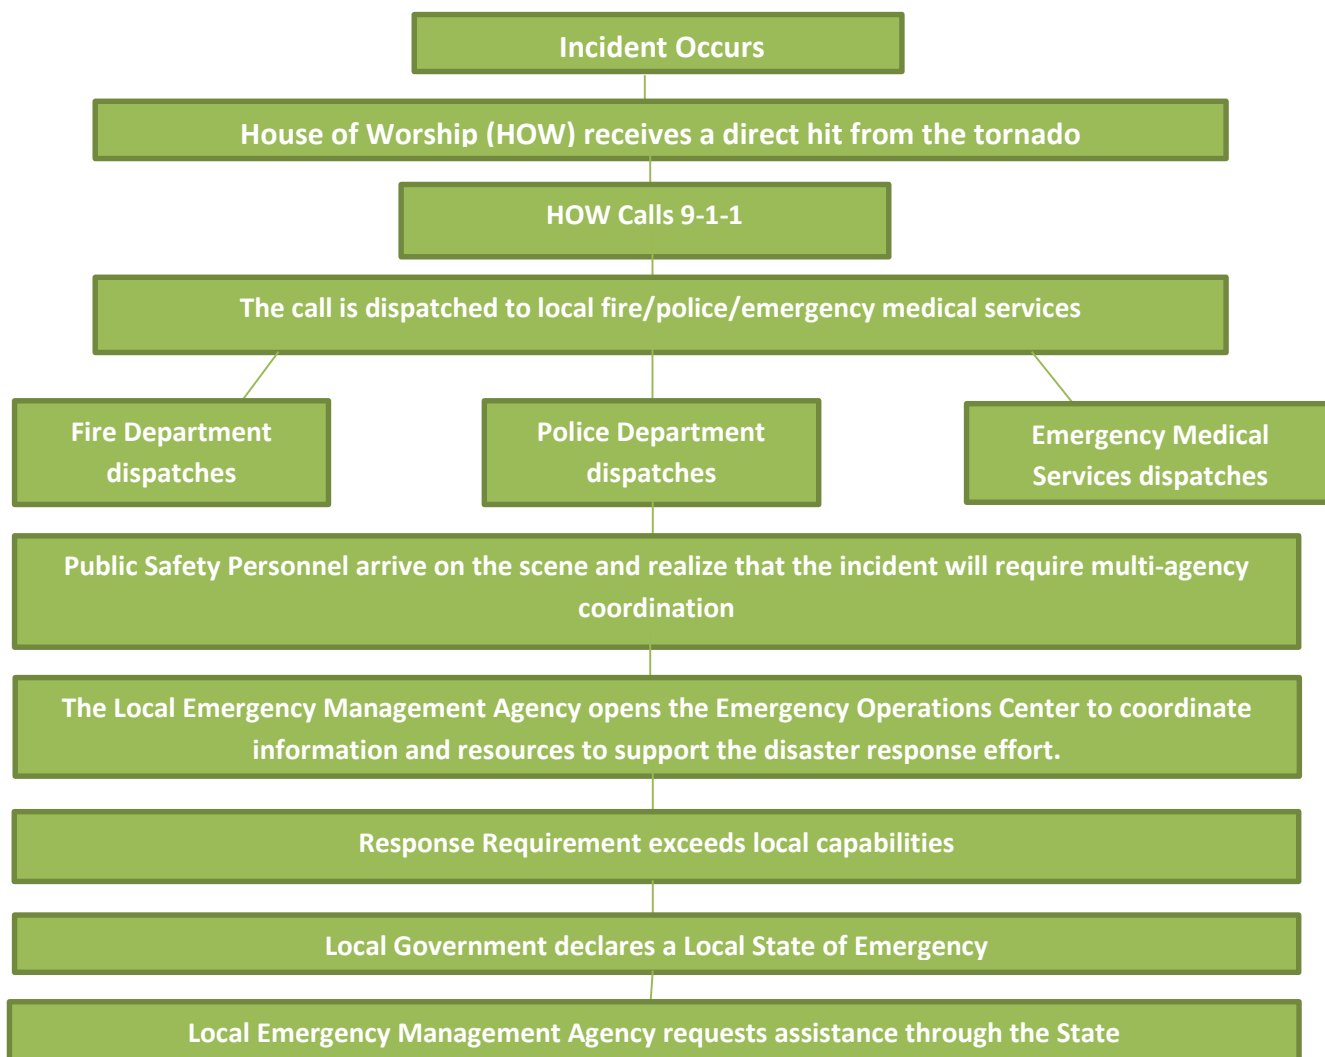 Incident Occurs
House of Worship (HOW) receives a direct hit from the tornado
HOW Calls 9-1-1
The call is dispatched to local fire/police/emergency medical services
Fire Department
dispatches
Police Department
dispatches
Emergency Medical
Services dispatches
Public Safety Personnel arrive on the scene and realize that the incident will require multi-agency
coordination
The Local Emergency Management Agency opens the Emergency Operations Center to coordinate
information and resources to support the disaster response effort.
Response Requirement exceeds local capabilities
Local Government declares a Local State of Emergency
Local Emergency Management Agency requests assistance through the State